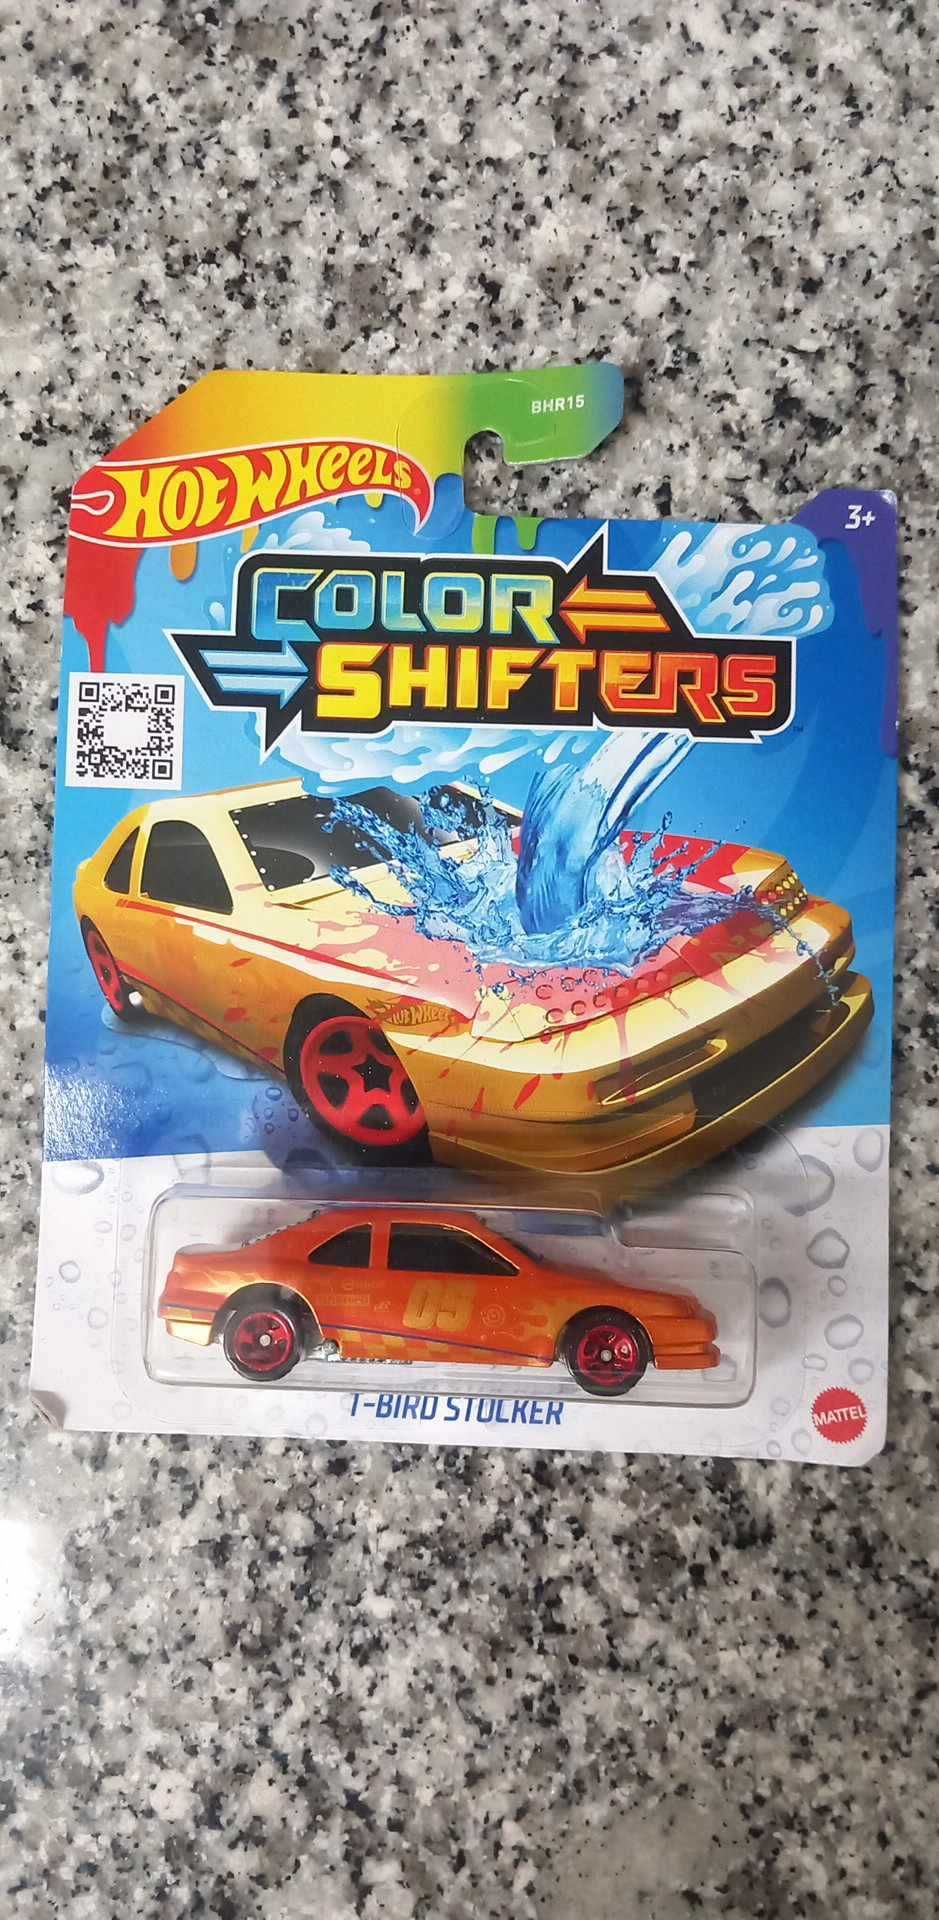 BHR15
HOT WHEELS
3+
COLOR
SHIFTERS
HOT WHEELS
05
T-BIRD STOCKER
MATTEL